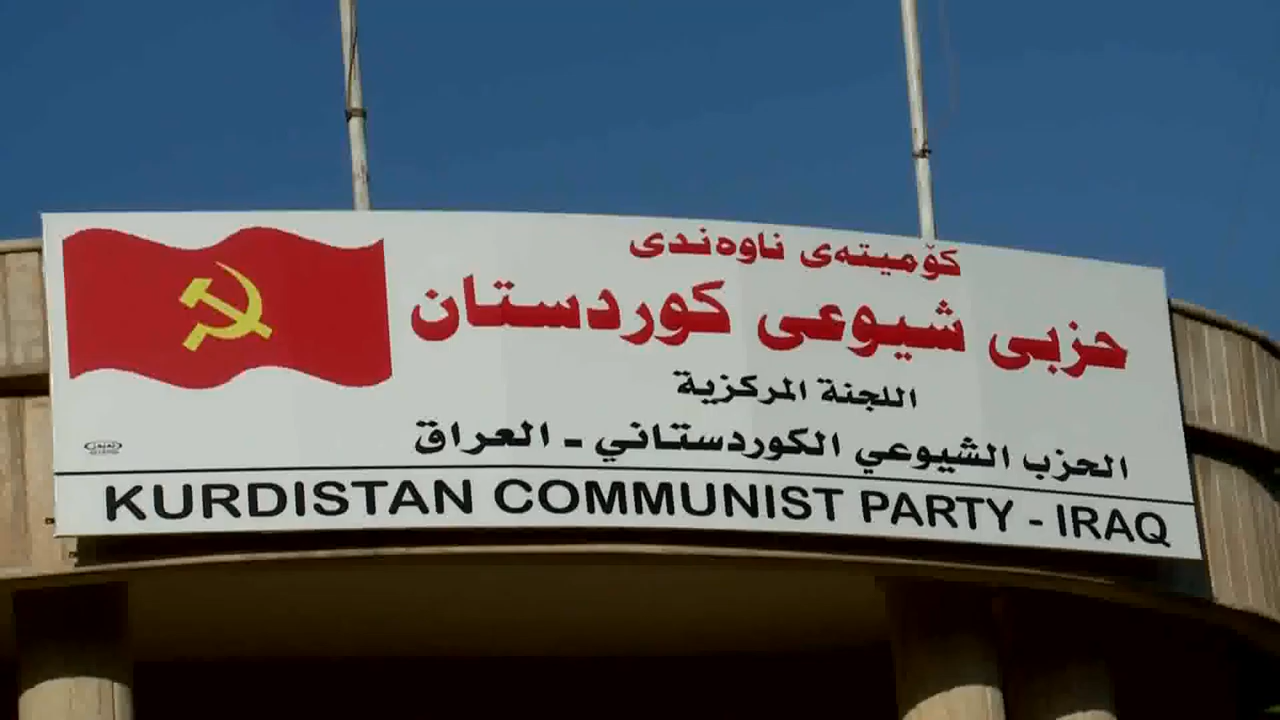 کۆمیتەی ناوەندی
حزبی شیوعی کوردستان
اللجنة المركزية
الحزب الشيوعي الكوردستاني - العراق
KURDISTAN COMMUNIST PARTY - IRAQ